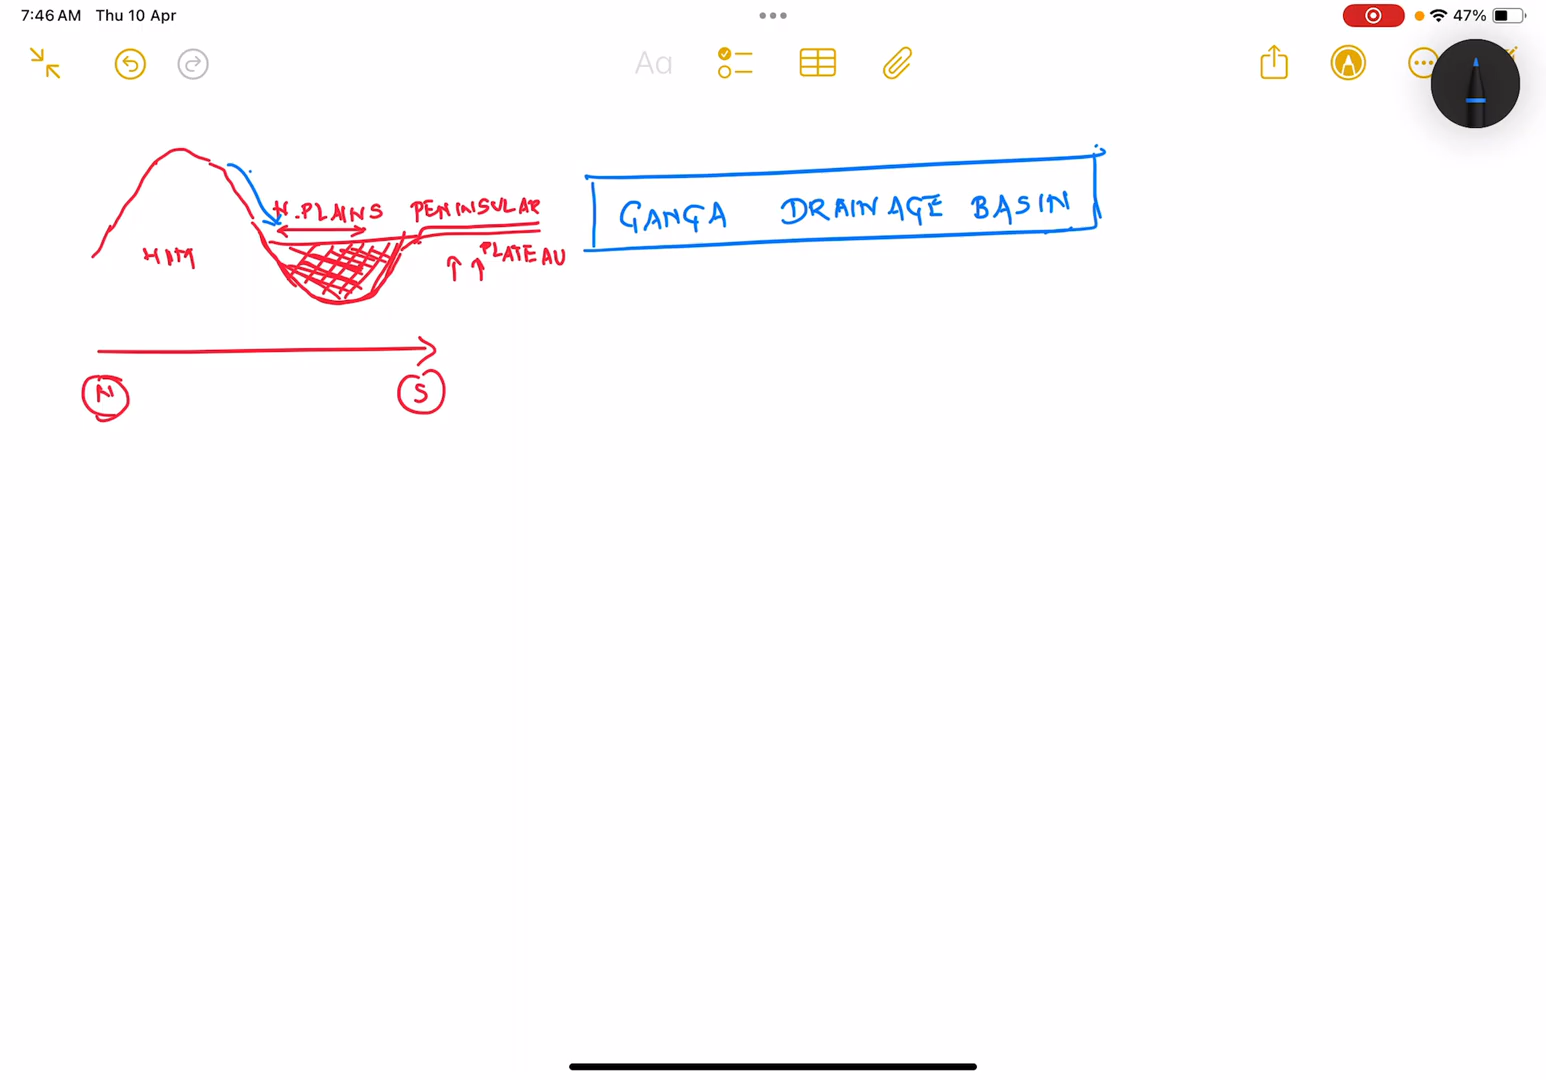 7:46 AM Thu 10 Apr
47%
Aa
N.PLAINS PENINSULAR
PLATEAU
HIM
GANGA DRAINAGE BASIN
N
S